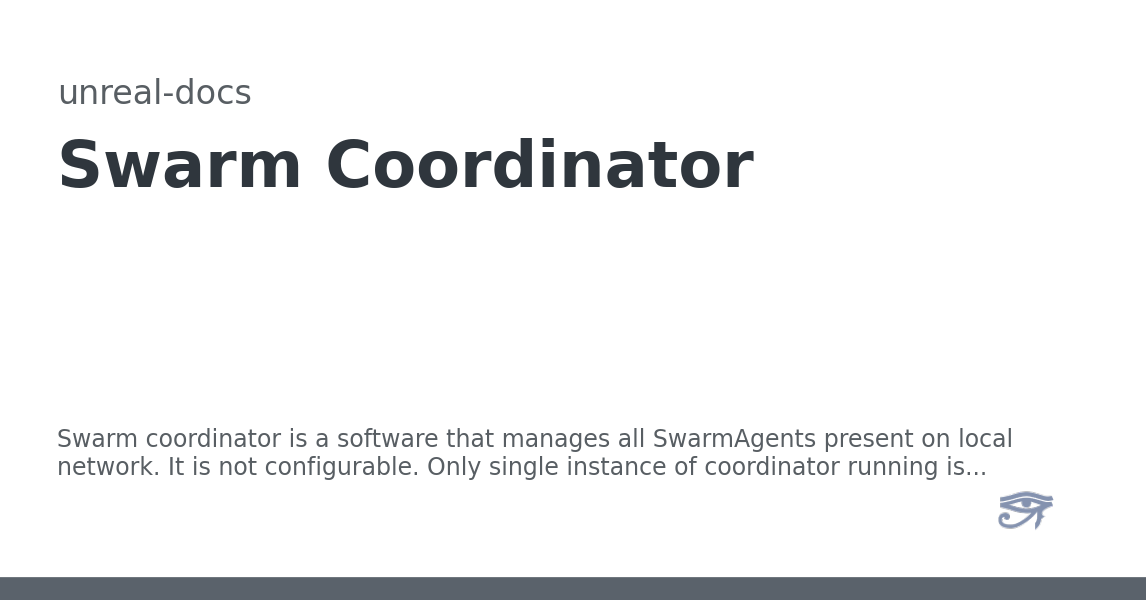 unreal-docs
Swarm Coordinator
Swarm coordinator is a software that manages all SwarmAgents present on local
network. It is not configurable. Only single instance of coordinator running is...